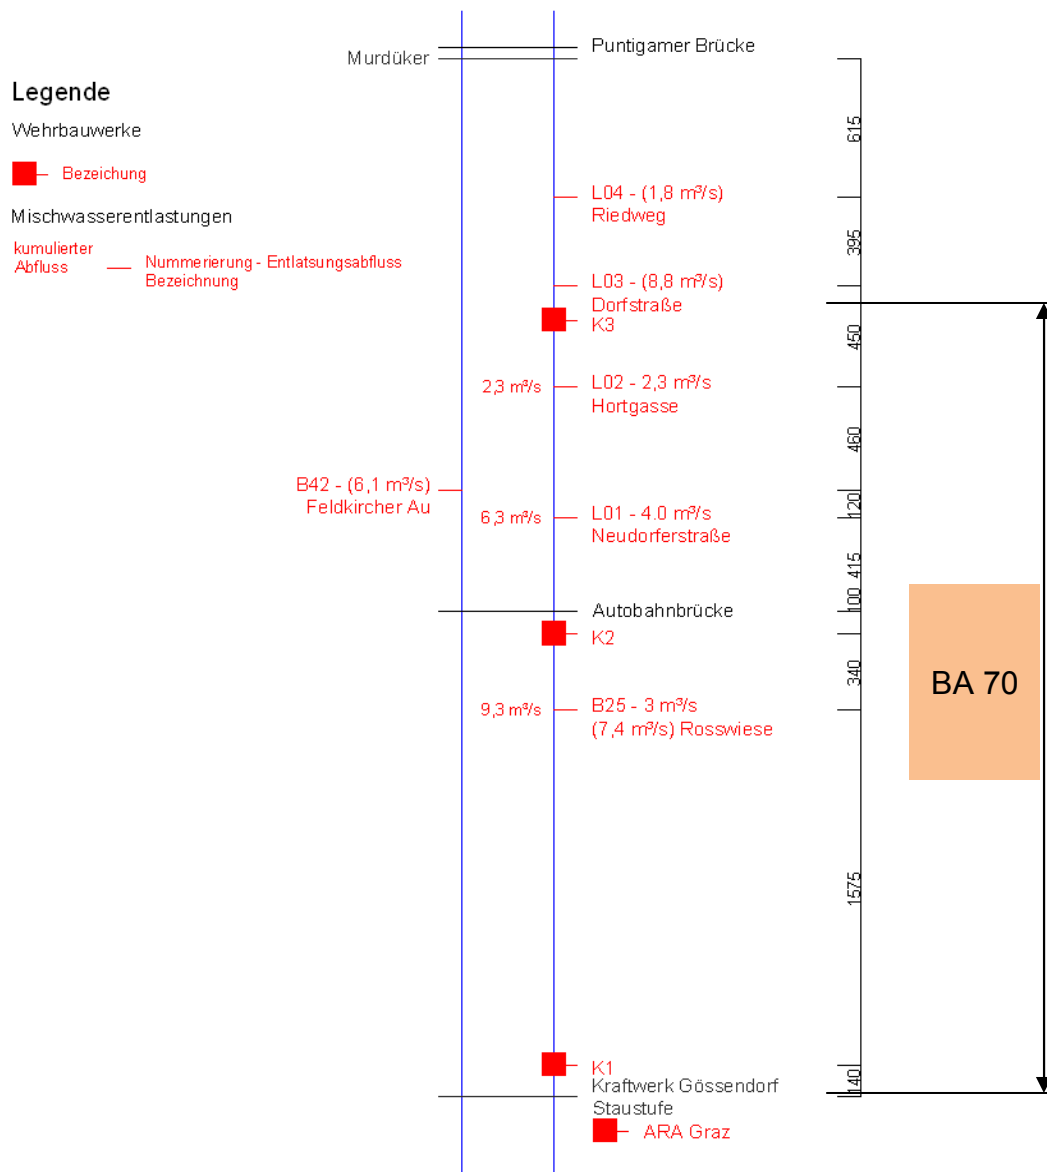 Puntigamer Brücke
Murdüker
Legende
Wehrbauwerke
Bezeichung
Mischwasserentlastungen
kumulierter
Abfluss
Nummerierung - Entlatsungsabfluss
Bezeichnung
615
L04 - (1,8 m³/s)
Riedweg
395
L03 - (8,8 m³/s)
Dorfstraße
K3
450
2,3 m³/s
L02 - 2,3 m³/s
Hortgasse
460
B42 - (6,1 m³/s)
Feldkircher Au
120
6,3 m³/s
L01 - 4.0 m³/s
Neudorferstraße
415
Autobahnbrücke
100
K2
340
BA 70
9,3 m³/s
B25 - 3 m³/s
(7,4 m³/s) Rosswiese
1575
K1
140
Kraftwerk Gössendorf
Staustufe
ARA Graz